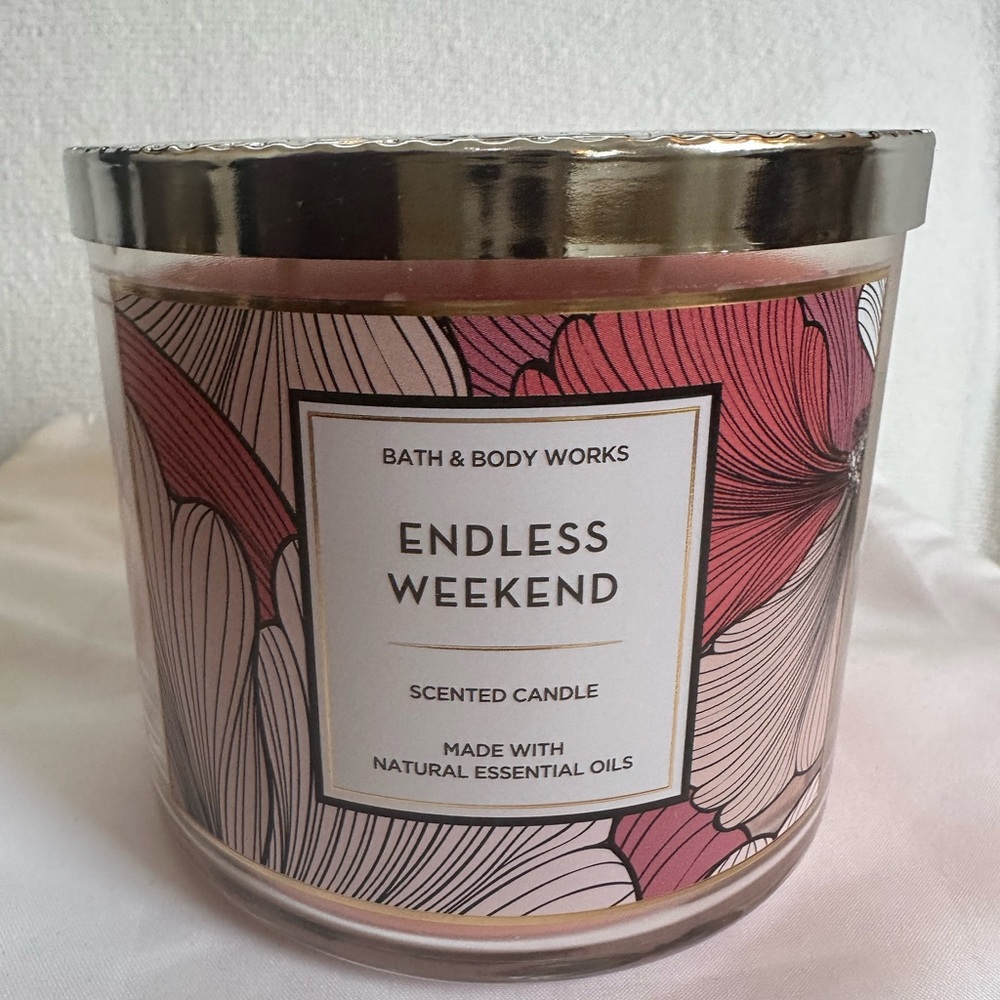 BATH & BODY WORKS
ENDLESS
WEEKEND
SCENTED CANDLE
MADE WITH
NATURAL ESSENTIAL OILS